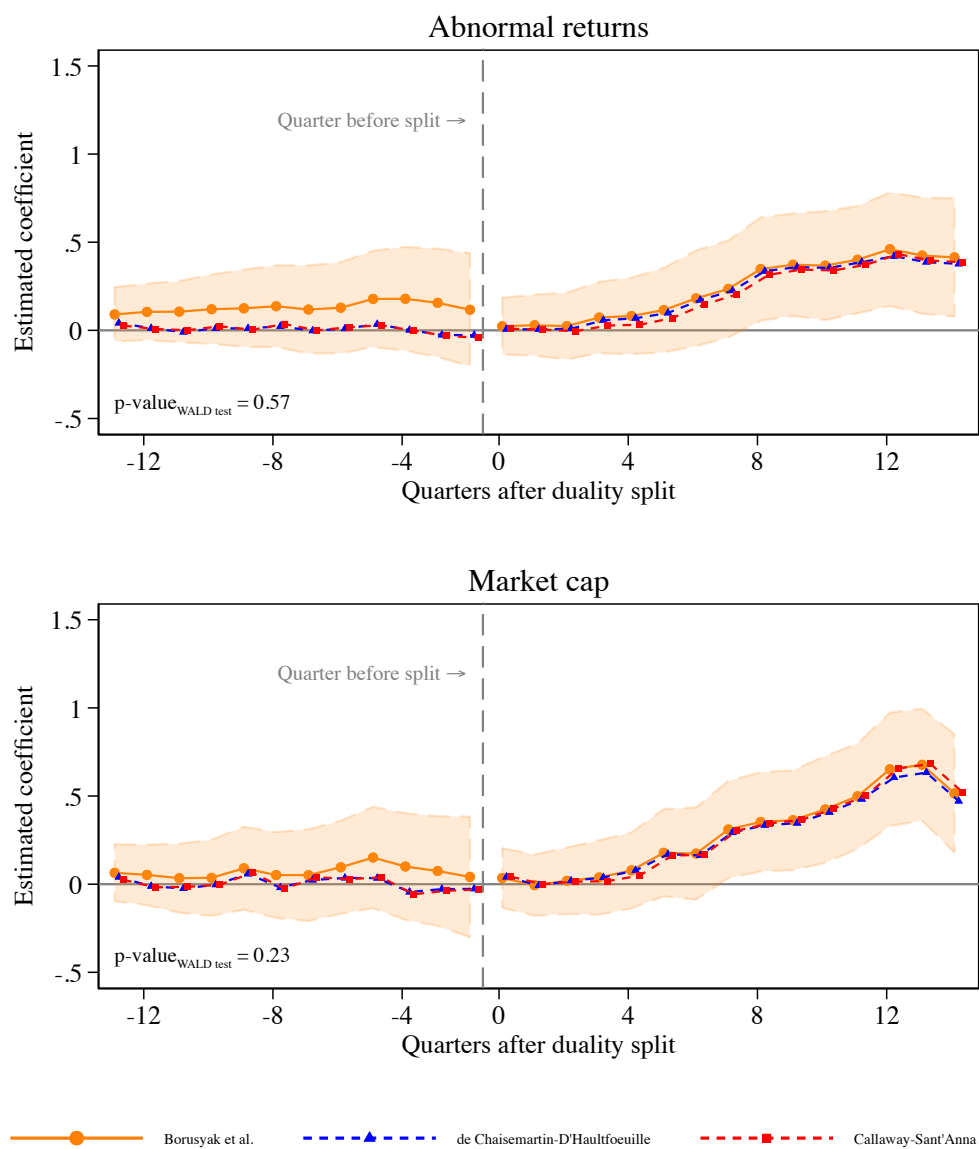 Abnormal returns
1.5
1
.5
0
-.5
Estimated coefficient
Quarter before split →
p-valueWALD test = 0.57
-12 -8 -4 0 4 8 12
Quarters after duality split
Market cap
1.5
1
.5
0
-.5
Estimated coefficient
Quarter before split →
p-valueWALD test = 0.23
-12 -8 -4 0 4 8 12
Quarters after duality split
Borusyak et al. de Chaisemartin-D'Haultfoeuille Callaway-Sant'Anna